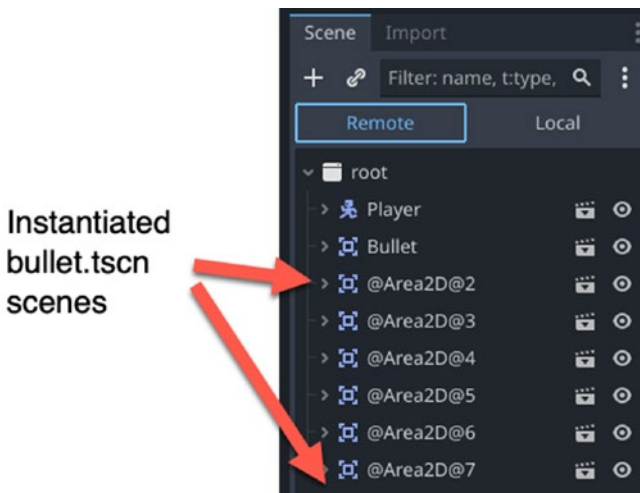 Scene Import
Filter: name, t:type,
Remote Local
root
Player
Bullet
Instantiated
bullet.tscn
scenes
@Area2D@2
@Area2D@3
@Area2D@4
@Area2D@5
@Area2D@6
@Area2D@7